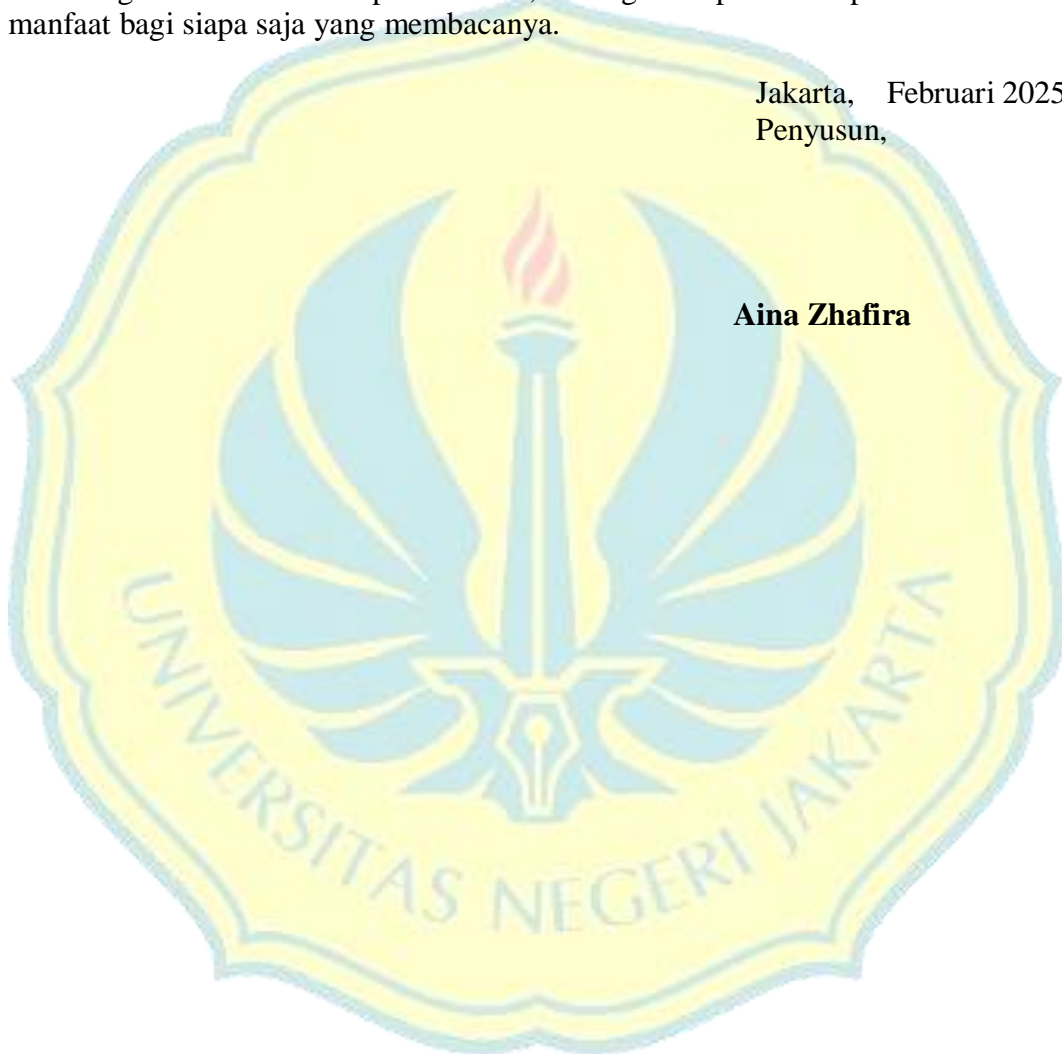 manfaat bagi siapa saja yang membacanya.
Jakarta, Februari 2025
Penyusun,
Aina Zhafira
UNIVERSITAS NEGERI JAKARTA